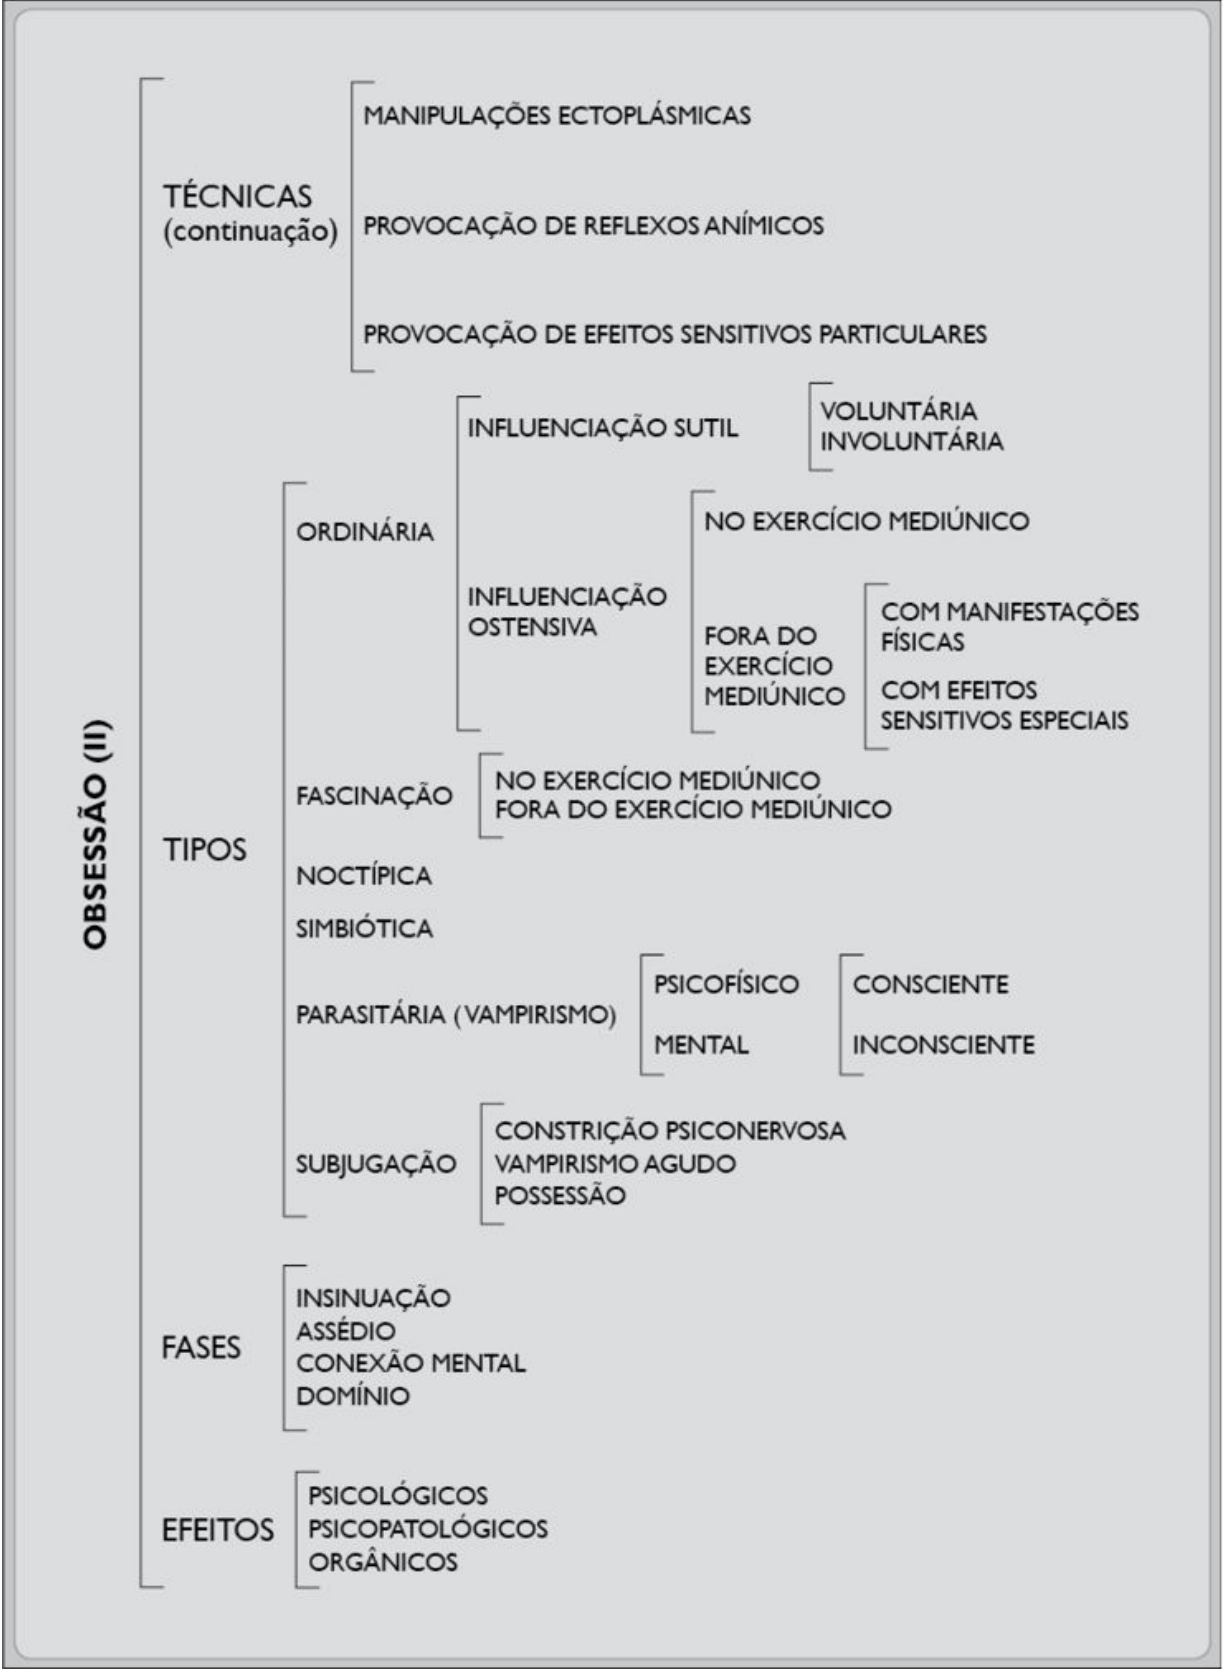 OBSESSÃO (II)
TÉCNICAS
(continuação)
MANIPULAÇÕES ECTOPLÁSMICAS
PROVOCAÇÃO DE REFLEXOS ANÍMICOS
PROVOCAÇÃO DE EFEITOS SENSITIVOS PARTICULARES
TIPOS
ORDINÁRIA
INFLUENCIAÇÃO SUTIL
VOLUNTÁRIA
INVOLUNTÁRIA
INFLUENCIAÇÃO
OSTENSIVA
NO EXERCÍCIO MEDIÚNICO
FORA DO
EXERCÍCIO
MEDIÚNICO
COM MANIFESTAÇÕES
FÍSICAS
COM EFEITOS
SENSITIVOS ESPECIAIS
FASCINAÇÃO
NO EXERCÍCIO MEDIÚNICO
FORA DO EXERCÍCIO MEDIÚNICO
NOCTÍPICA
SIMBIÓTICA
PARASITÁRIA (VAMPIRISMO)
PSICOFÍSICO
MENTAL
CONSCIENTE
INCONSCIENTE
SUBJUGAÇÃO
CONSTRIÇÃO PSICONERVOSA
VAMPIRISMO AGUDO
POSSESSÃO
FASES
INSINUAÇÃO
ASSÉDIO
CONEXÃO MENTAL
DOMÍNIO
EFEITOS
PSICOLÓGICOS
PSICOPATOLÓGICOS
ORGÂNICOS